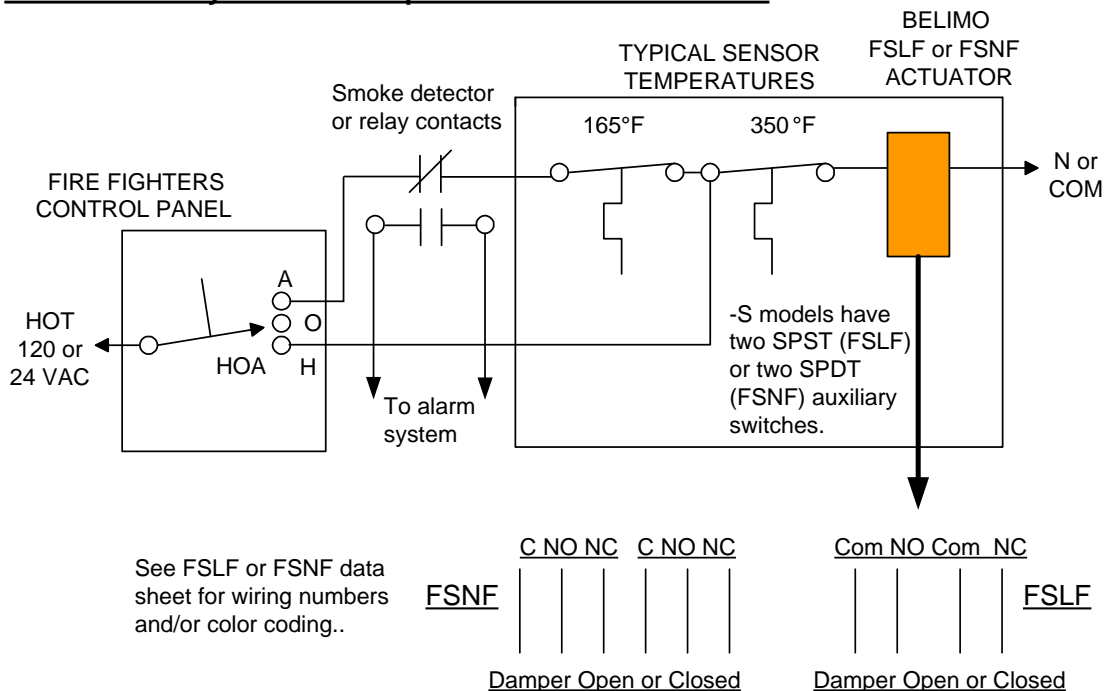 BELIMO
FSLF or FSNF
ACTUATOR
TYPICAL SENSOR
TEMPERATURES
Smoke detector
or relay contacts
165°F
350 °F
N or
COM
FIRE FIGHTERS
CONTROL PANEL
A
O
H
HOA
HOT
120 or
24 VAC
To alarm
system
-S models have
two SPST (FSLF)
or two SPDT
(FSNF) auxiliary
switches.
See FSLF or FSNF data
sheet for wiring numbers
and/or color coding..
FSNF
C NO NC C NO NC
Damper Open or Closed
Com NO Com NC
FSLF
Damper Open or Closed